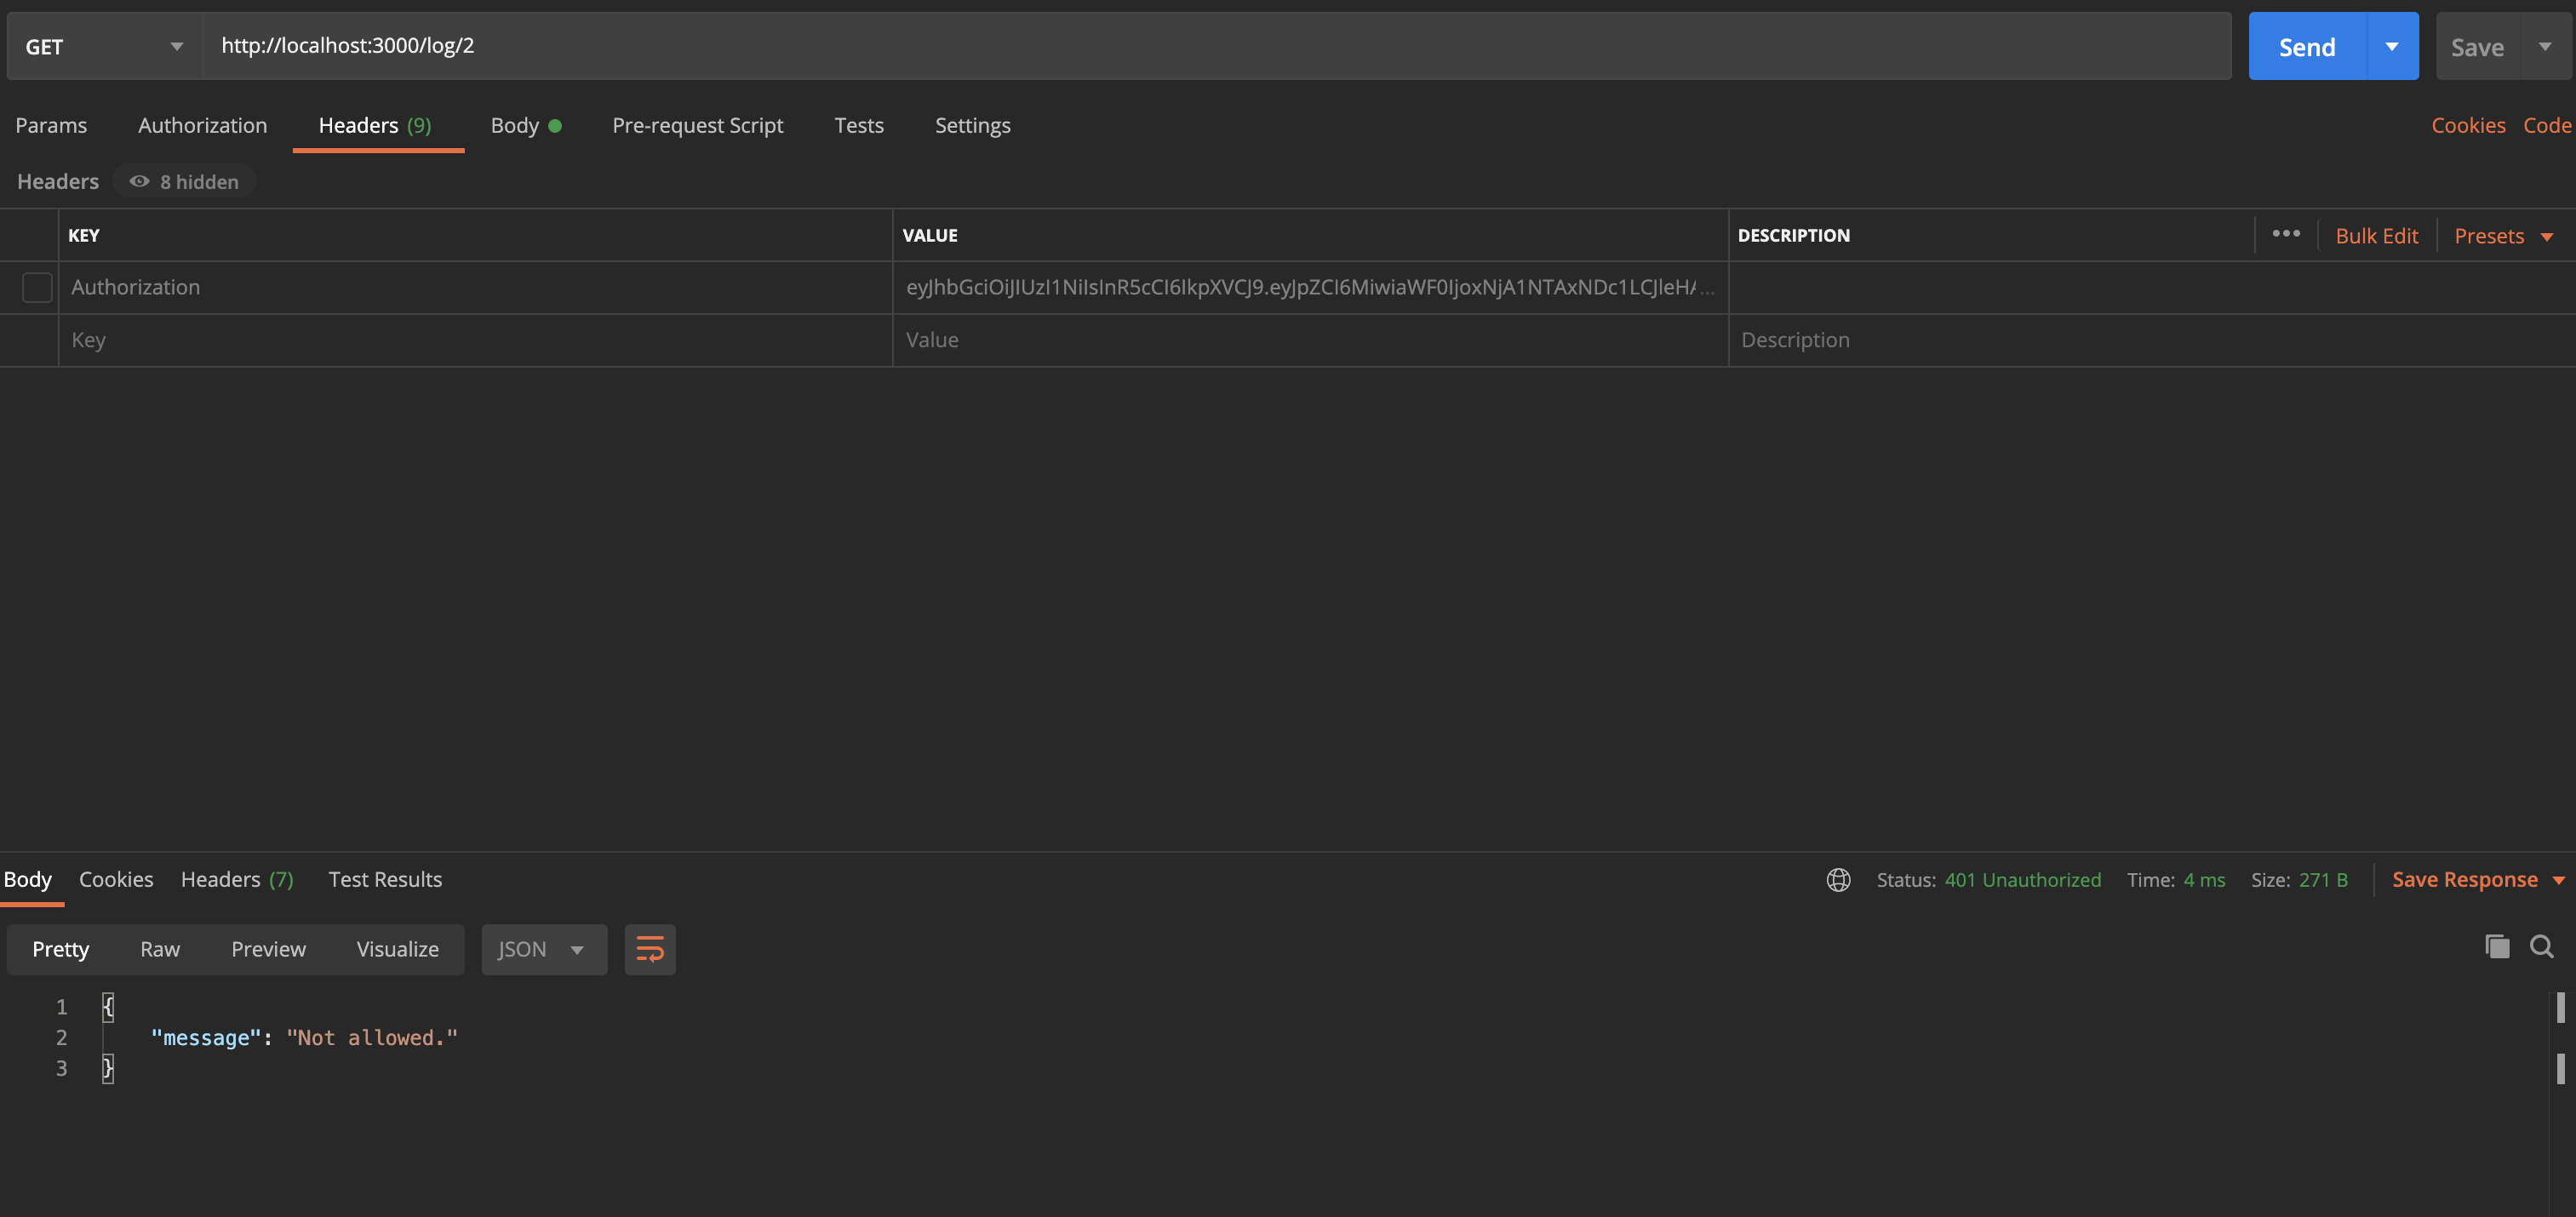 GET http://localhost:3000/log/2 Send Save
Params Authorization Headers (9) Body Pre-request Script Tests Settings Cookies Code
Headers 8 hidden
KEY VALUE DESCRIPTION ••• Bulk Edit Presets
Authorization eyJhbGciOiJIUzI1NiIsInR5cCI6IkpXVCJ9.eyJpZCI6MiwiaWF0IjoxNjA1NTAxNDc1LCJleHA...
Key Value Description
Body Cookies Headers (7) Test Results Status: 401 Unauthorized Time: 4 ms Size: 271 B Save Response
Pretty Raw Preview Visualize JSON
1 {
2 "message": "Not allowed."
3 }